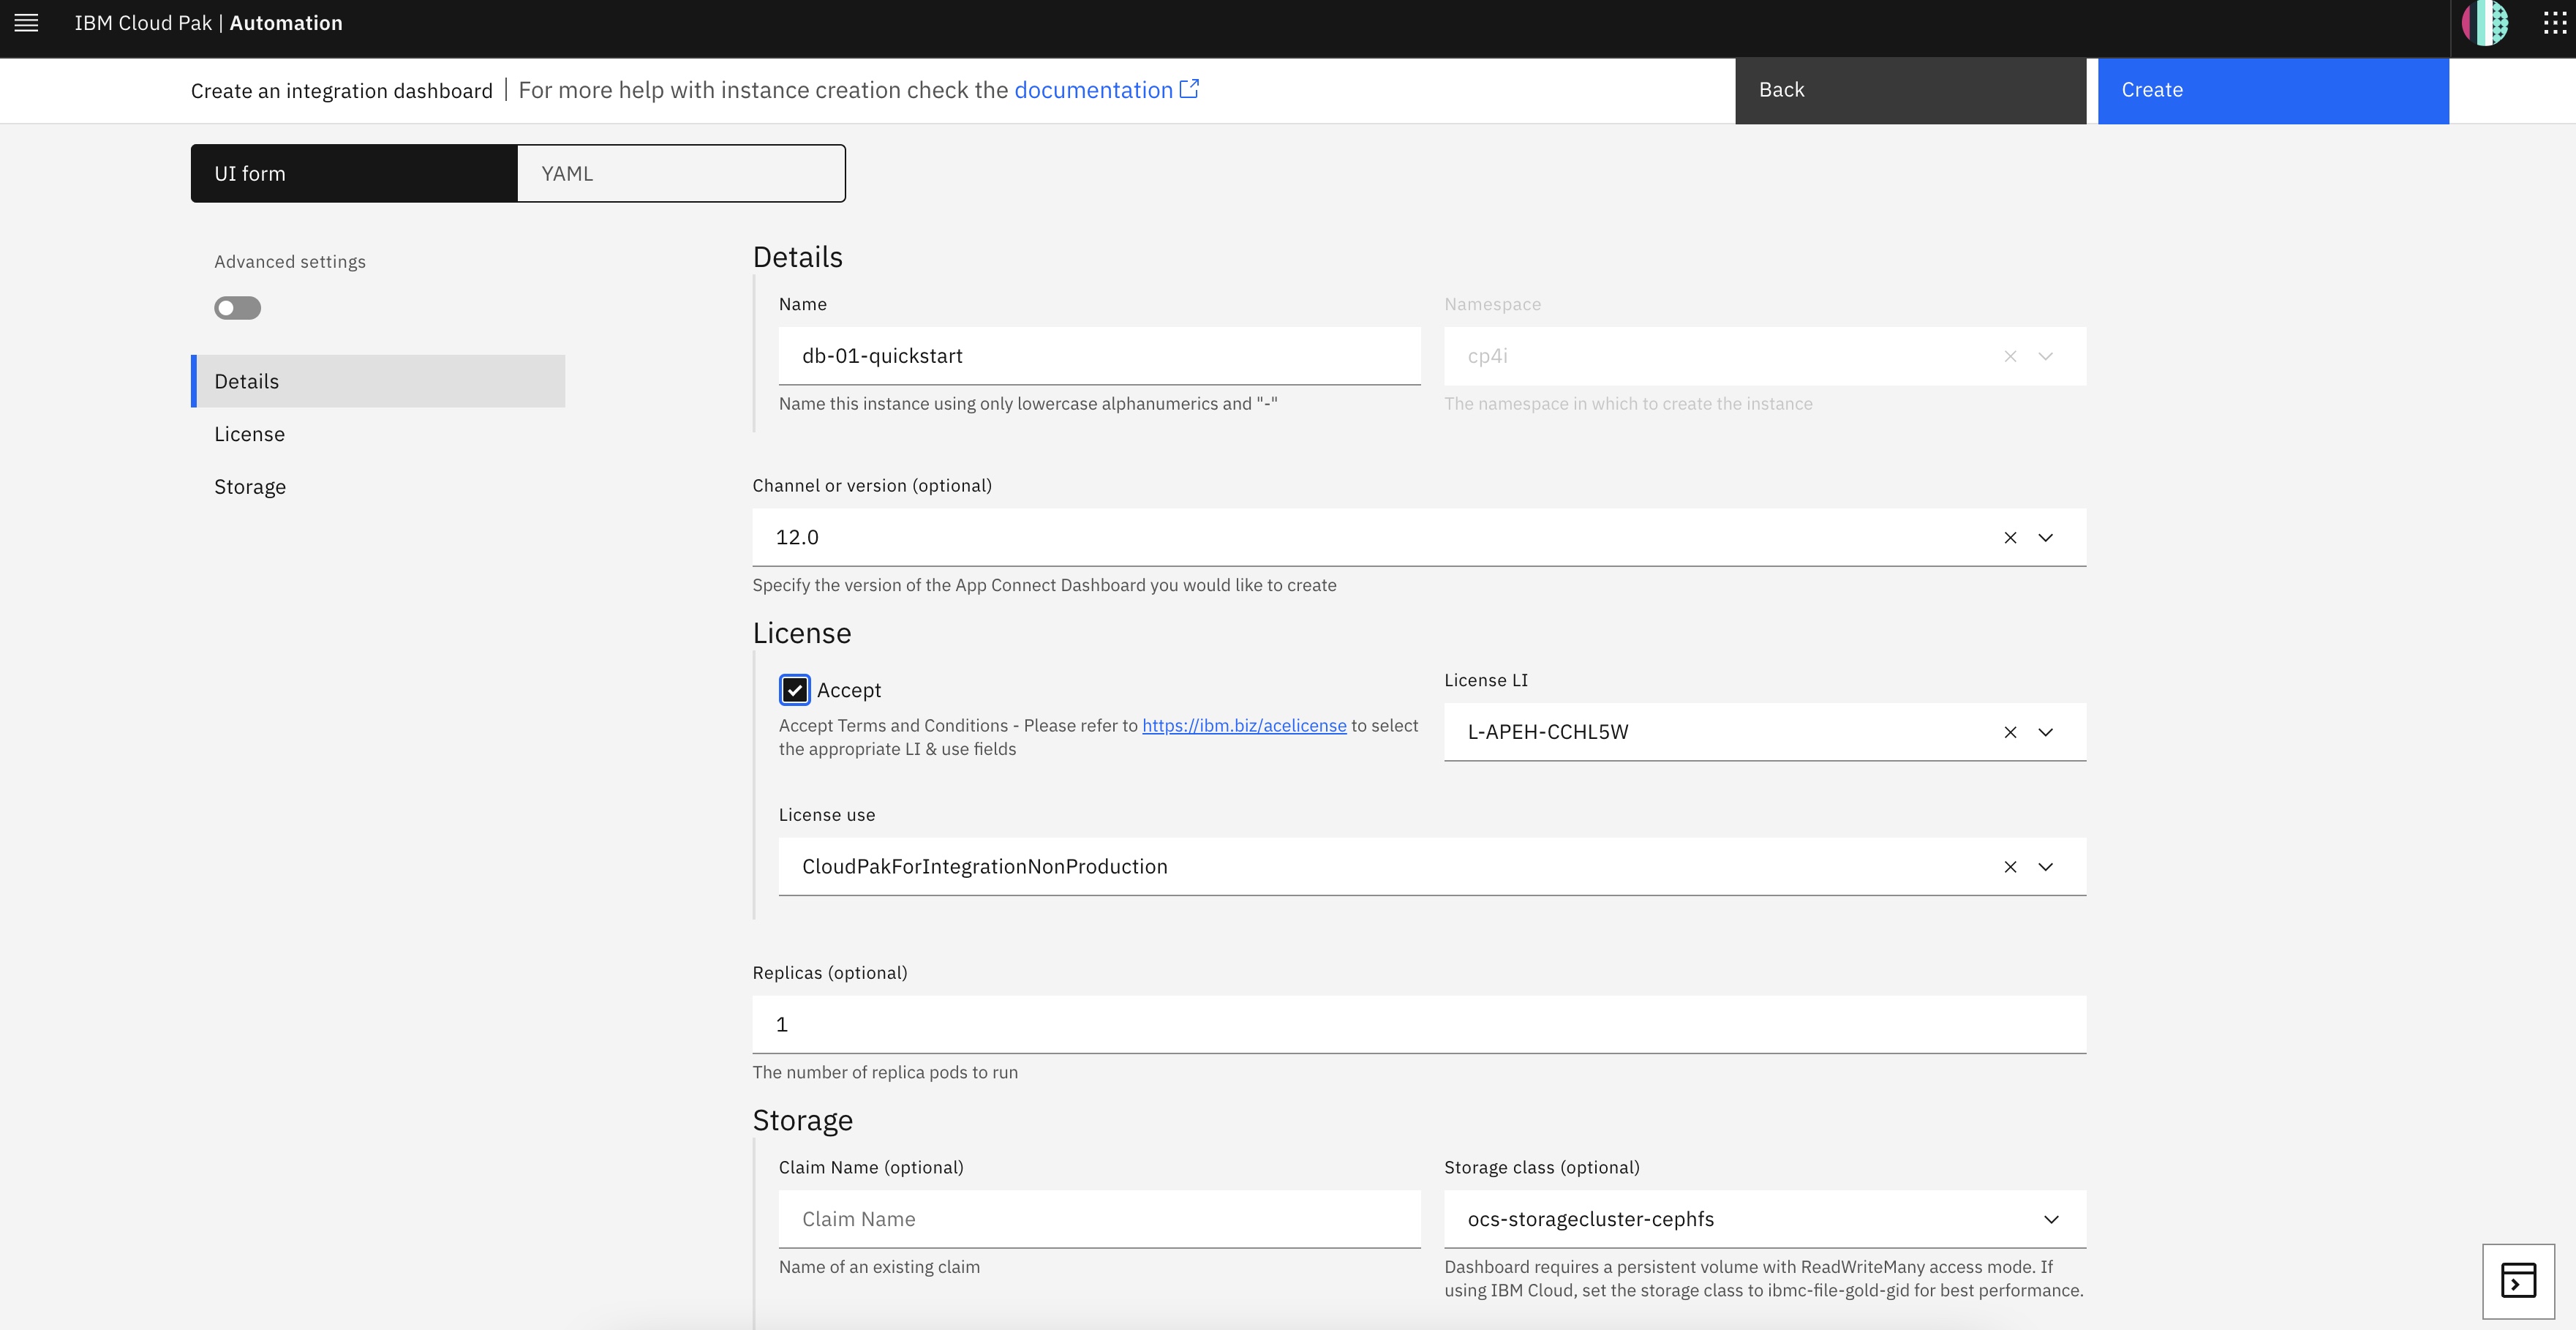 IBM Cloud Pak | Automation
Create an integration dashboard | For more help with instance creation check the documentation
Back
Create
UI form
YAML
Advanced settings
Details
License
Storage
Details
Name
Namespace
db-01-quickstart
cp4i
Name this instance using only lowercase alphanumerics and "-"
The namespace in which to create the instance
Channel or version (optional)
12.0
Specify the version of the App Connect Dashboard you would like to create
License
Accept
Accept Terms and Conditions - Please refer to https://ibm.biz/acelicense to select
the appropriate LI & use fields
License LI
L-APEH-CCHL5W
License use
CloudPakForIntegrationNonProduction
Replicas (optional)
1
The number of replica pods to run
Storage
Claim Name (optional)
Storage class (optional)
Claim Name
ocs-storagecluster-cephfs
Name of an existing claim
Dashboard requires a persistent volume with ReadWriteMany access mode. If
using IBM Cloud, set the storage class to ibmc-file-gold-gid for best performance.